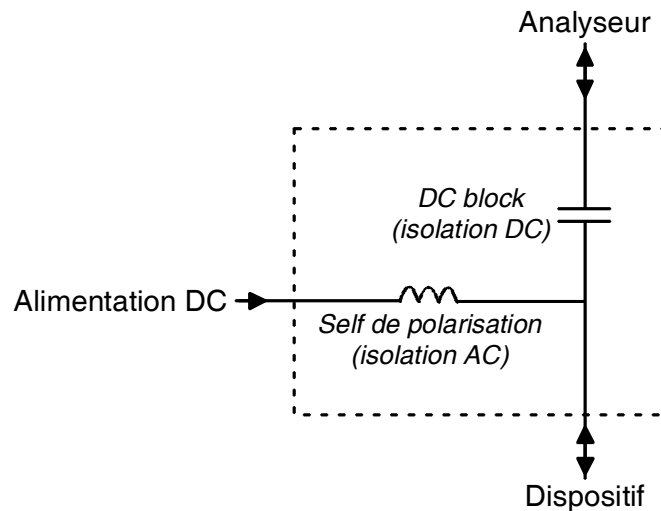 Analyseur
DC block
(isolation DC)
Alimentation DC
Self de polarisation
(isolation AC)
Dispositif